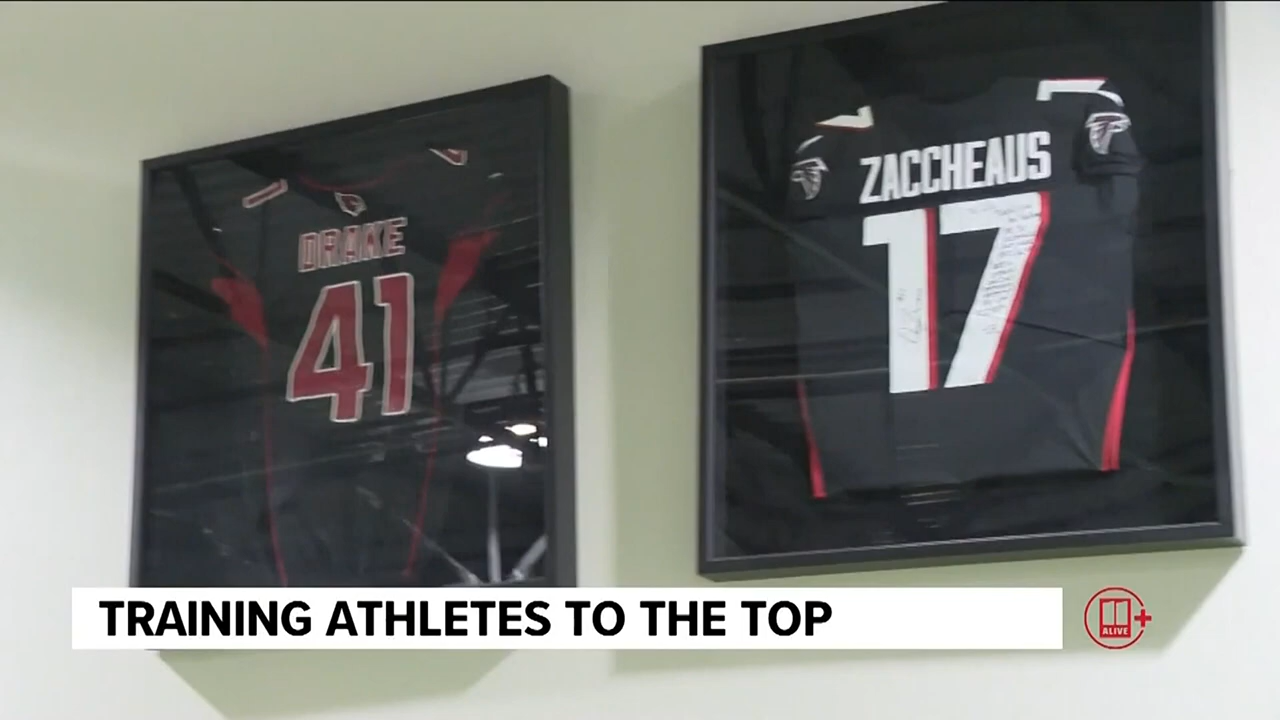 DRAKE
41
ZACCHEAUS
17
TRAINING ATHLETES TO THE TOP
ALIVE
+